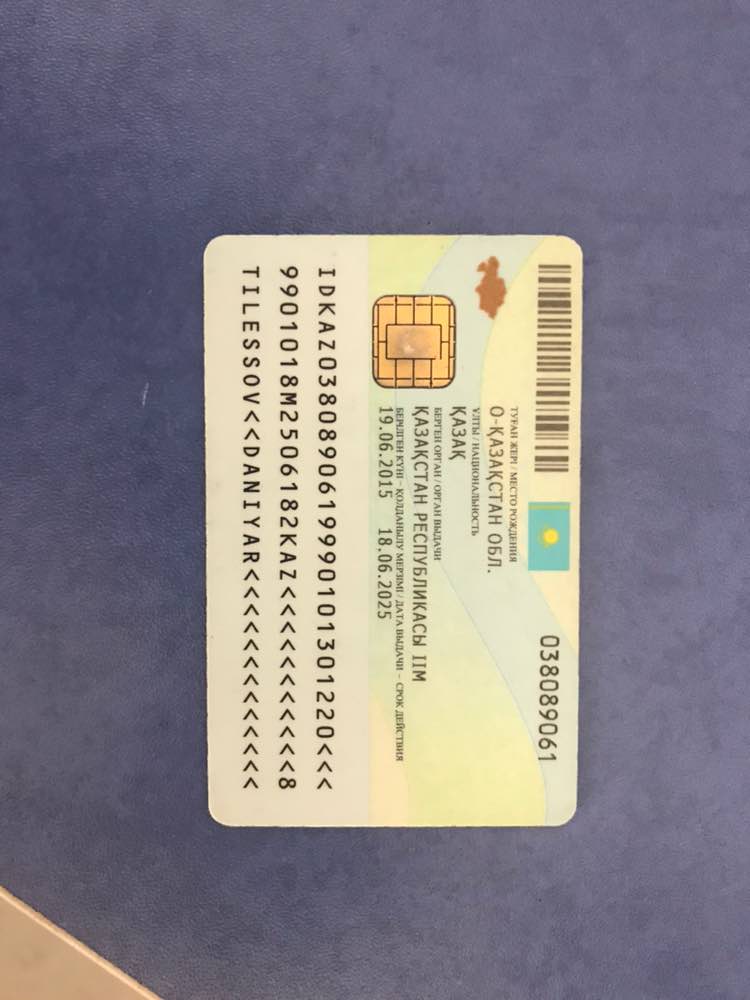 038089061
ТУҒАН ЖЕРІ / МЕСТО РОЖДЕНИЯ
О-ҚАЗАҚСТАН ОБЛ.
ҰЛТЫ / НАЦИОНАЛЬНОСТЬ
ҚАЗАҚ
БЕРГЕН ОРГАН / ОРГАН ВЫДАЧИ
ҚАЗАҚСТАН РЕСПУБЛИКАСЫ ІІМ
БЕРІЛГЕН КҮНІ – ҚОЛДАНЫЛУ МЕРЗІМІ / ДАТА ВЫДАЧИ – СРОК ДЕЙСТВИЯ
19.06.2015 18.06.2025
IDKAZ0380890619990101301220<<<
9901018M2506182KAZ<<<<<<<<<<<8
TILESSOV<<DANIYAR<<<<<<<<<<<<<